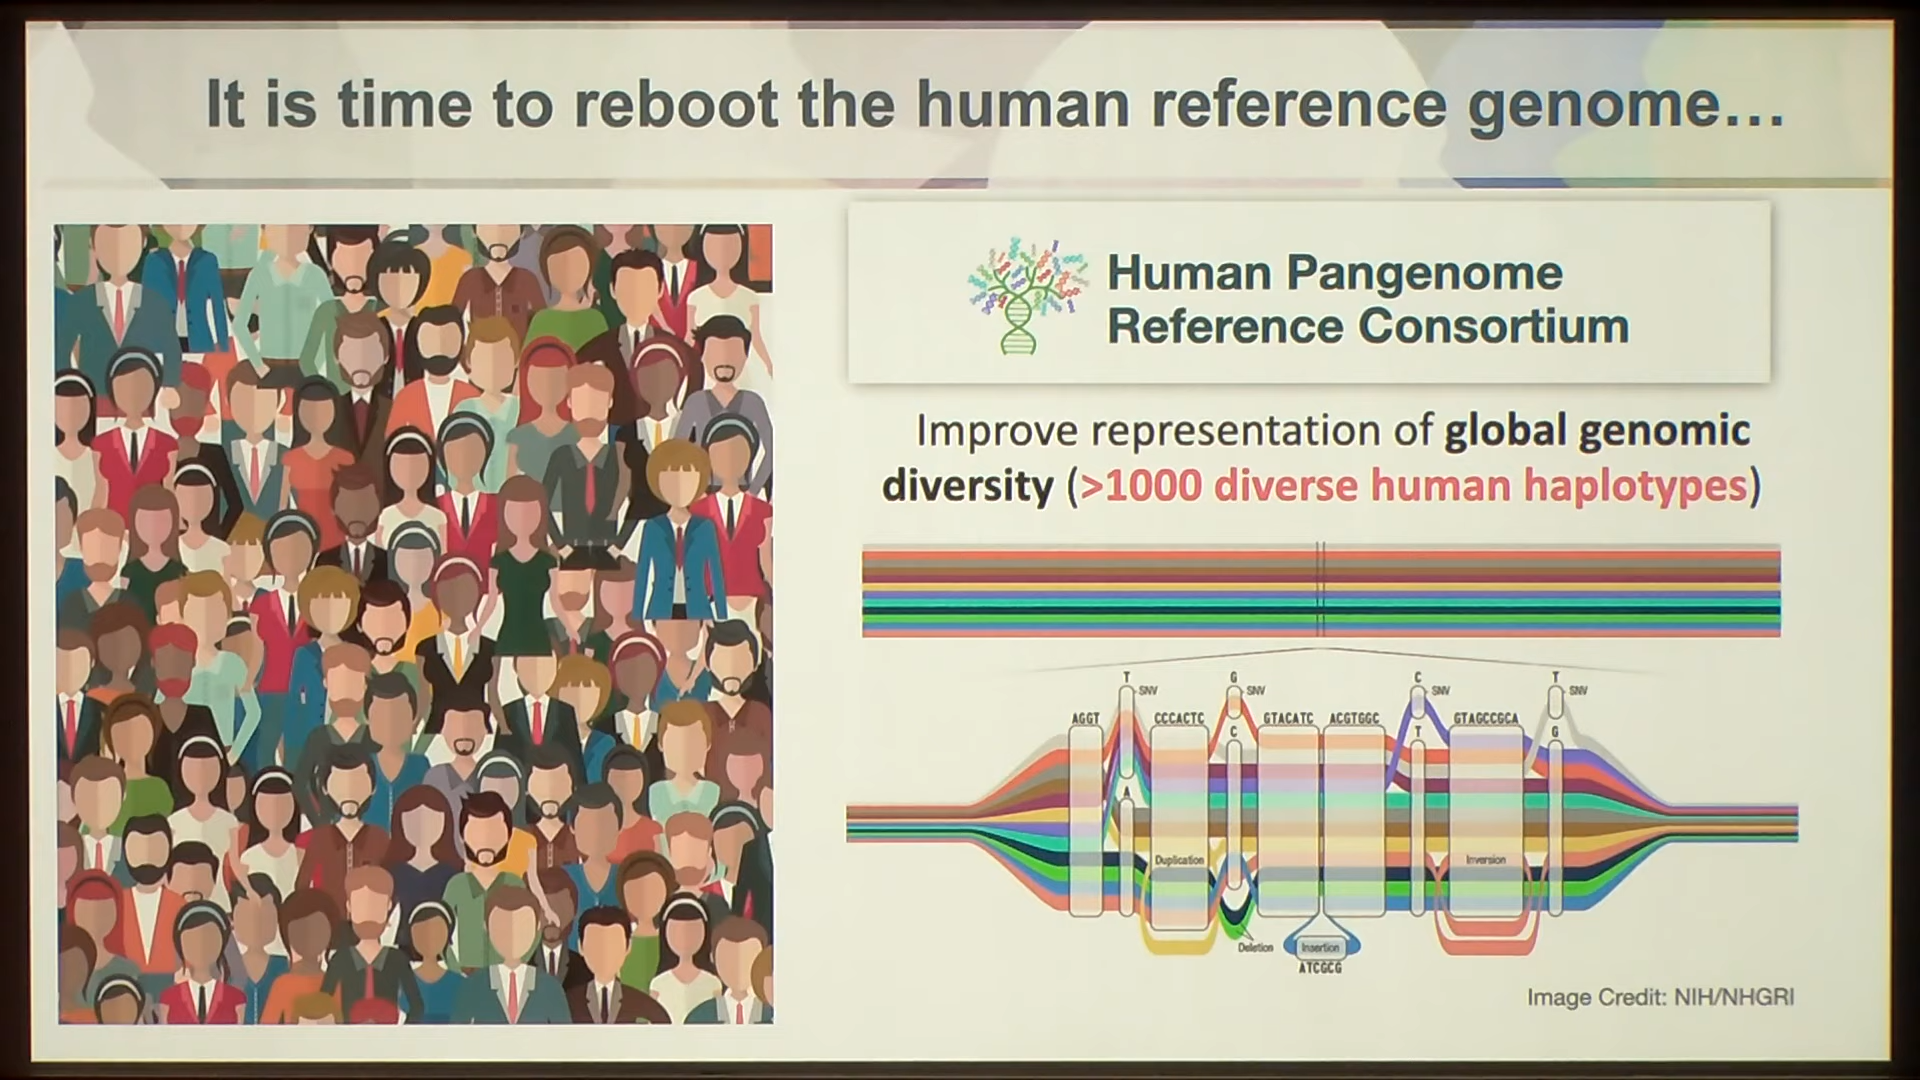 It is time to reboot the human reference genome…
Human Pangenome
Reference Consortium
Improve representation of global genomic
diversity (>1000 diverse human haplotypes)
T SNV G SNV C SNV T SNV
AGGT CCCACTC GTACATC ACGTGGC GTAGCCGCA
C T G
A
Duplication Inversion
Deletion Insertion
ATCGCG
Image Credit: NIH/NHGRI